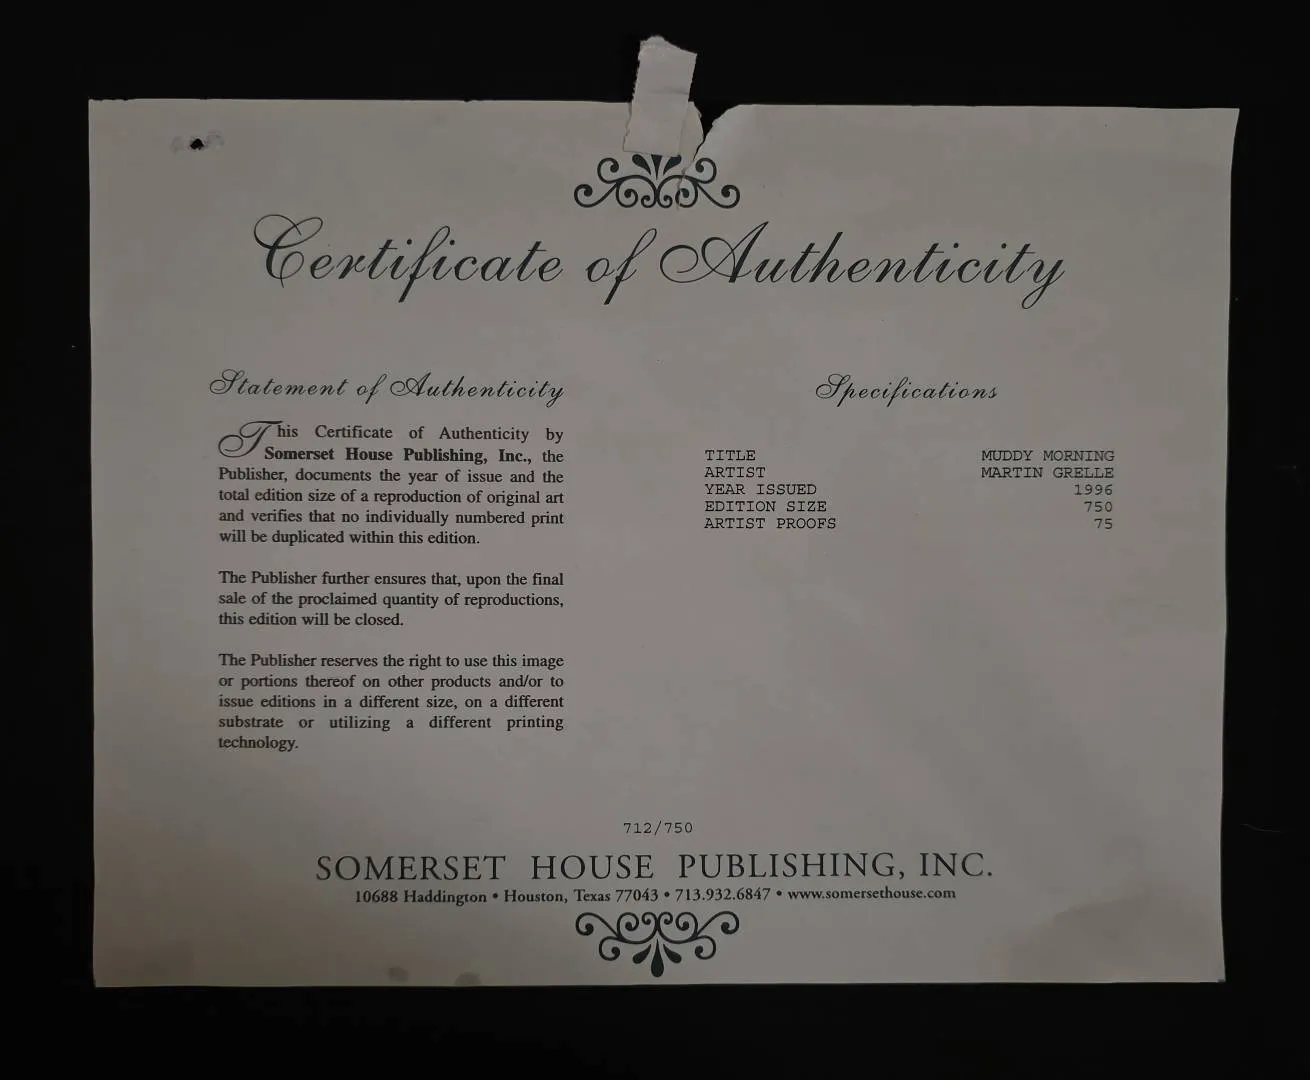 Certificate of Authenticity
Statement of Authenticity
This Certificate of Authenticity by
Somerset House Publishing, Inc., the
Publisher, documents the year of issue and the
total edition size of a reproduction of original art
and verifies that no individually numbered print
will be duplicated within this edition.
The Publisher further ensures that, upon the final
sale of the proclaimed quantity of reproductions,
this edition will be closed.
The Publisher reserves the right to use this image
or portions thereof on other products and/or to
issue editions in a different size, on a different
substrate or utilizing a different printing
technology.
Specifications
TITLE MUDDY MORNING
ARTIST MARTIN GRELLE
YEAR ISSUED 1996
EDITION SIZE 750
ARTIST PROOFS 75
712/750
SOMERSET HOUSE PUBLISHING, INC.
10688 Haddington • Houston, Texas 77043 • 713.932.6847 • www.somersethouse.com